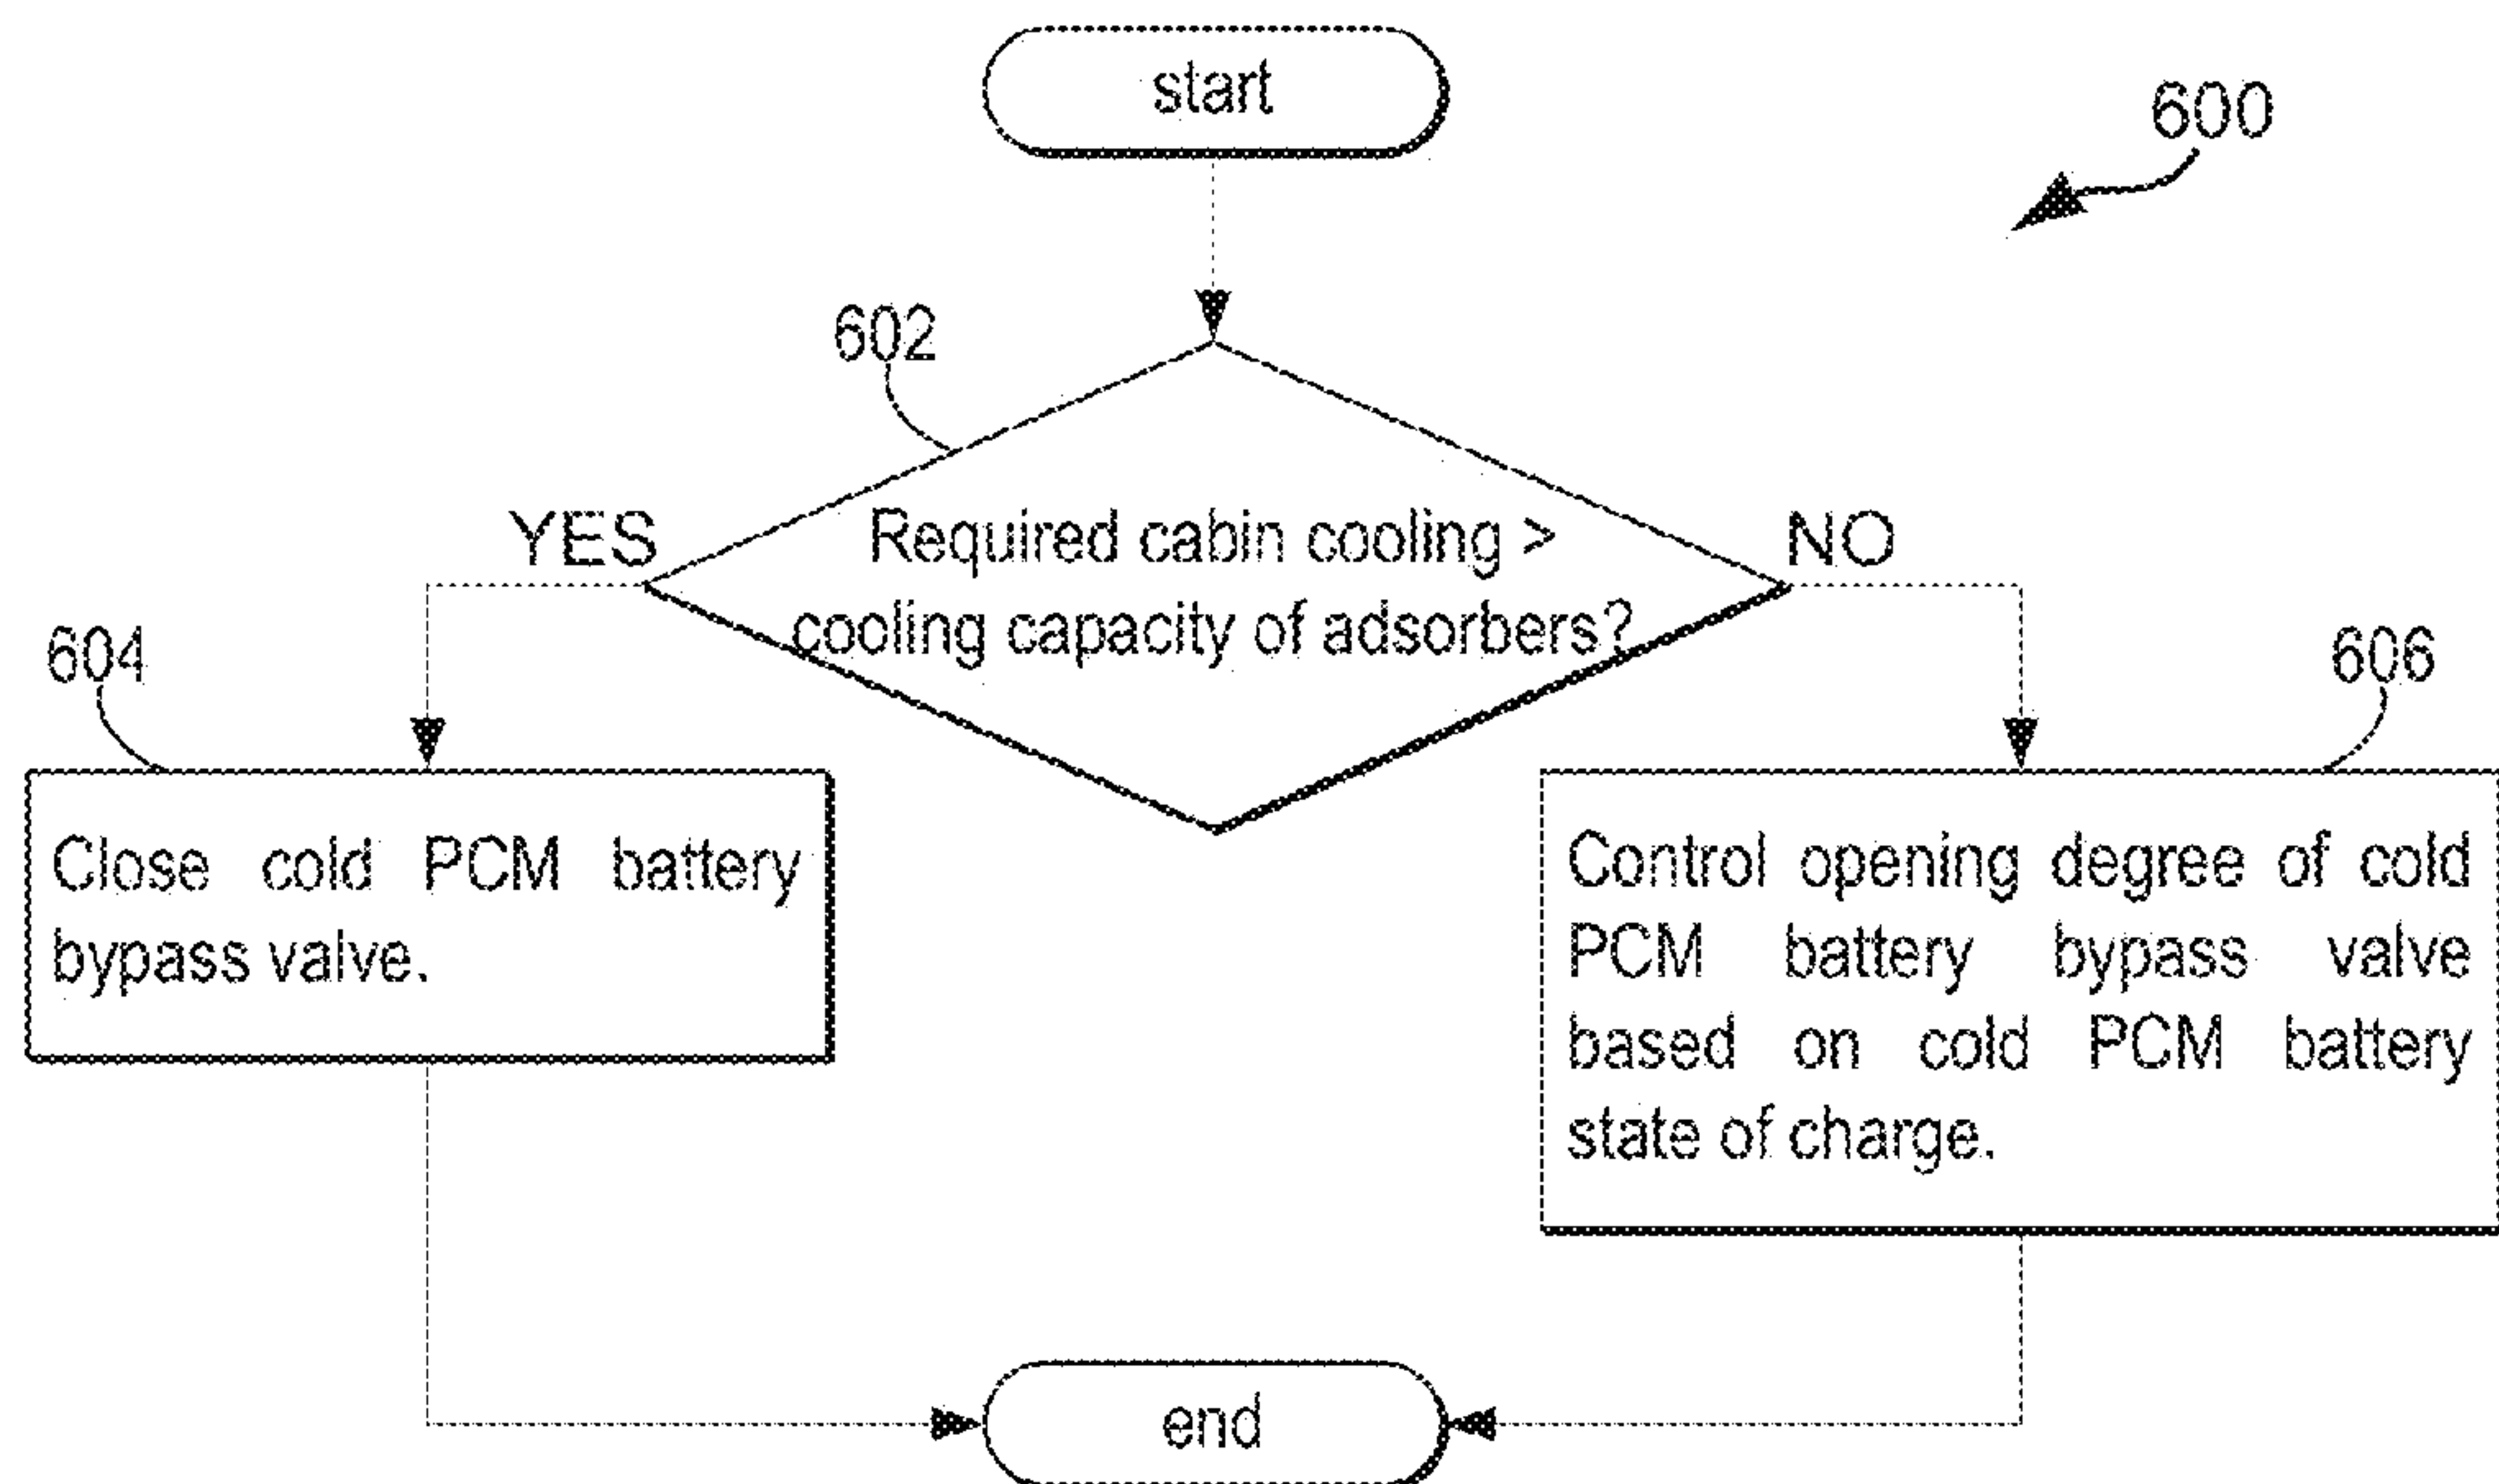 start
600
602
YES
Required cabin cooling >
NO
cooling capacity of adsorbers?
604
606
Close cold PCM battery
bypass valve.
Control opening degree of cold
PCM battery bypass valve
based on cold PCM battery
state of charge.
end